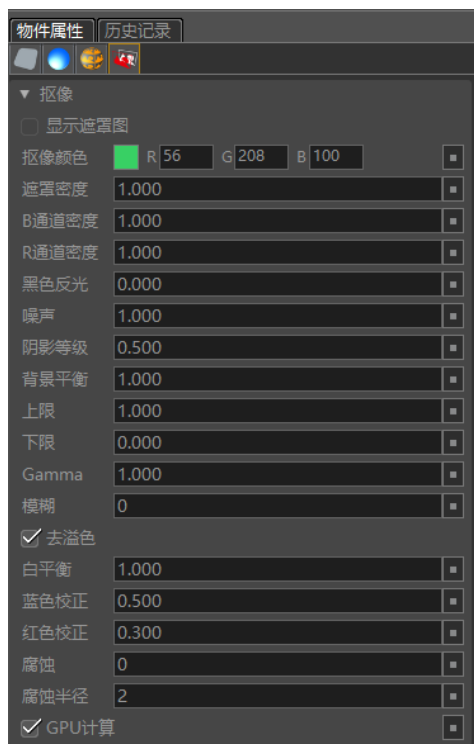 物件属性 历史记录
▼ 抠像
显示遮罩图
抠像颜色 R 56 G 208 B 100
遮罩密度 1.000
B通道密度 1.000
R通道密度 1.000
黑色反光 0.000
噪声 1.000
阴影等级 0.500
背景平衡 1.000
上限 1.000
下限 0.000
Gamma 1.000
模糊 0
去溢色
白平衡 1.000
蓝色校正 0.500
红色校正 0.300
腐蚀 0
腐蚀半径 2
GPU计算